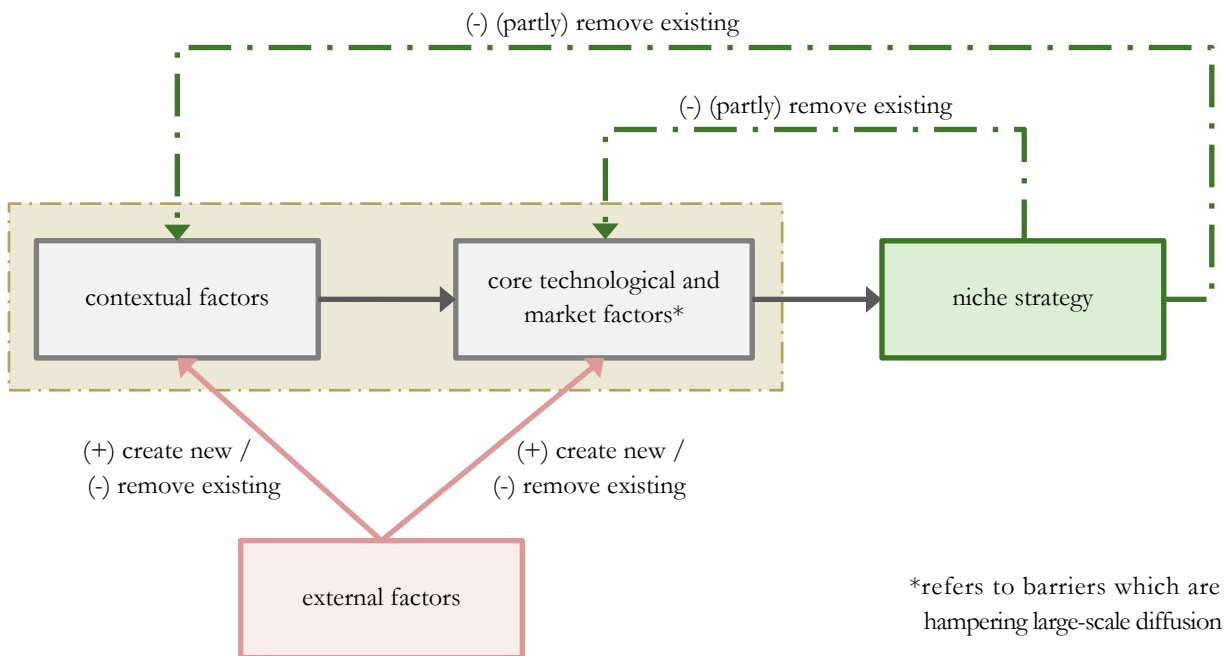 (-) (partly) remove existing
(-) (partly) remove existing
contextual factors
core technological and
market factors*
niche strategy
(+) create new /
(-) remove existing
(+) create new /
(-) remove existing
external factors
*refers to barriers which are
hampering large-scale diffusion